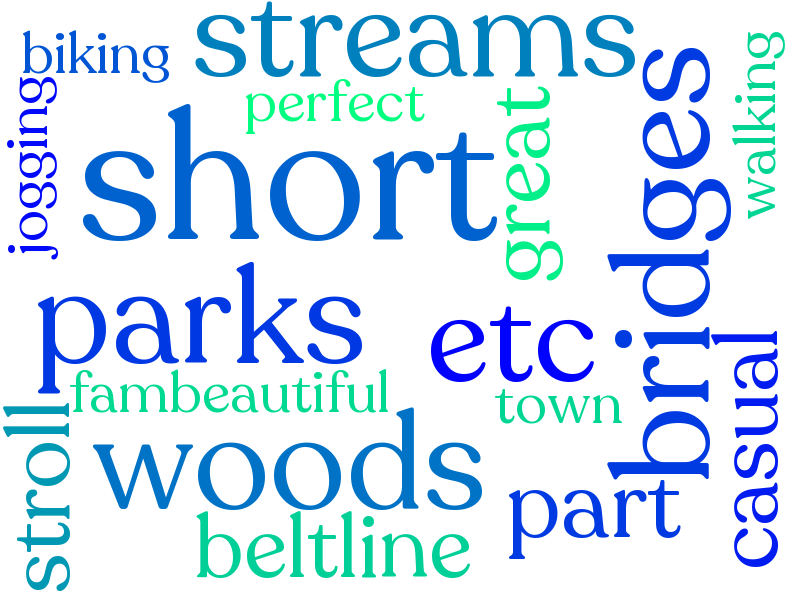 streams
biking
perfect
jogging
short
great
bridges
walking
parks
etc
fambeautiful
town
casual
stroll
woods
part
beltline